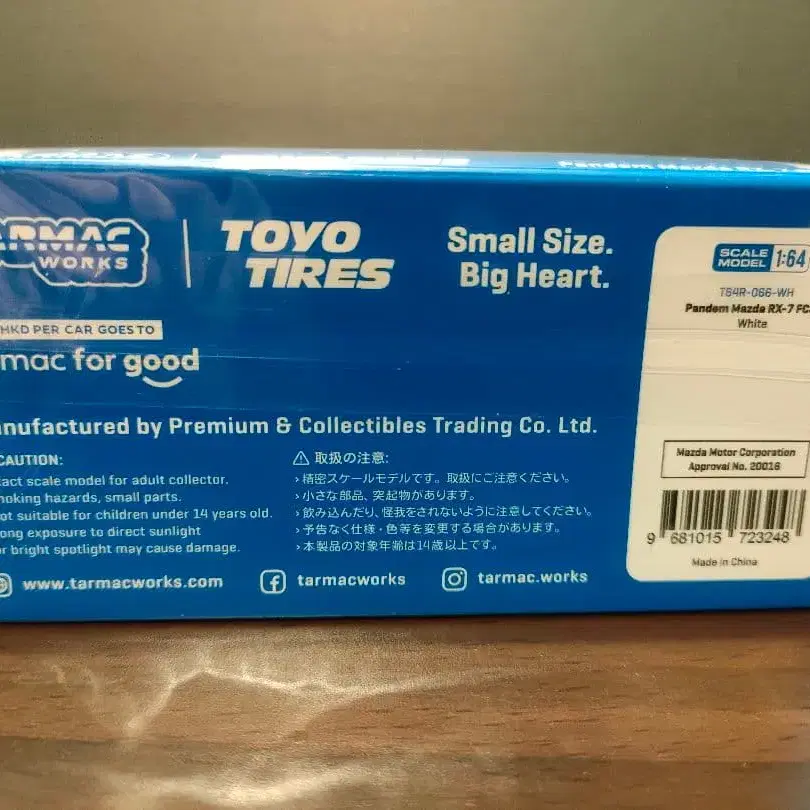 Pandem Mazda
ARMAC
WORKS
TOYO
TIRES
Small Size.
Big Heart.
HKD PER CAR GOES TO
mac for good
anufactured by Premium & Collectibles Trading Co. Ltd.
CAUTION:
act scale model for adult collector.
oking hazards, small parts.
ot suitable for children under 14 years old.
ong exposure to direct sunlight
or bright spotlight may cause damage.
⚠ 取扱の注意:
› 精密スケールモデルです。取扱にご注意ください。
› 小さな部品、突起物があります。
› 飲み込んだり、怪我をされないように注意してください。
› 予告なく仕様・色等を変更する場合があります。
› 本製品の対象年齢は14歳以上です。
www.tarmacworks.com
tarmacworks
tarmac.works
SCALE MODEL 1:64
T64R-066-WH
Pandem Mazda RX-7 FC3
White
Mazda Motor Corporation
Approval No. 20016
9 681015 723248
Made in China